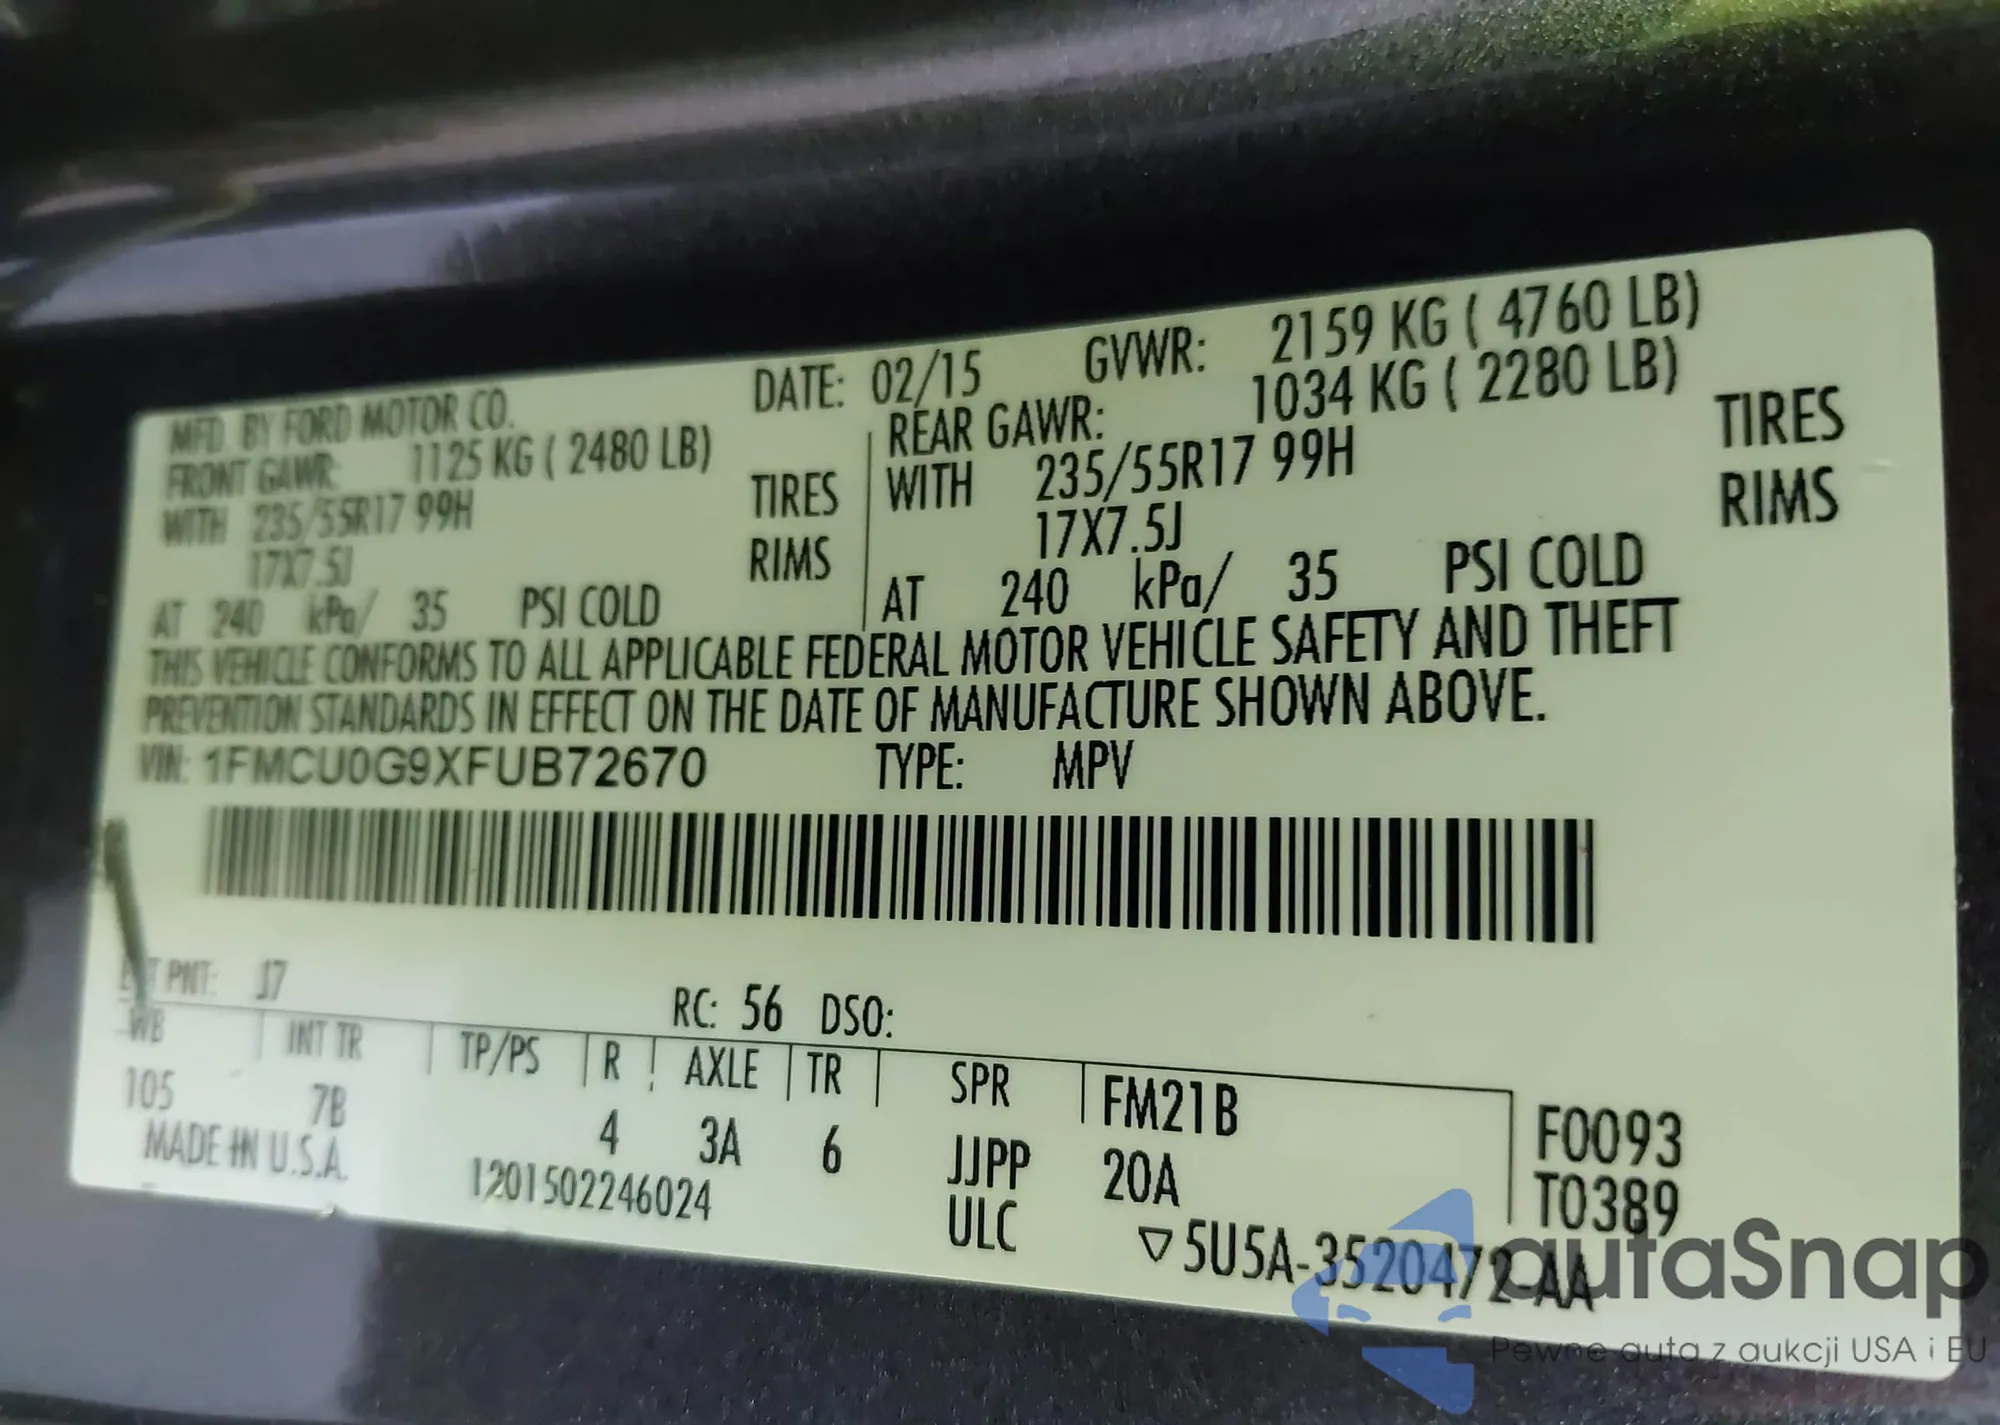 MFD. BY FORD MOTOR CO. DATE: 02/15 GVWR: 2159 KG ( 4760 LB)
FRONT GAWR: 1125 KG ( 2480 LB) REAR GAWR: 1034 KG ( 2280 LB)
WITH 235/55R17 99H TIRES WITH 235/55R17 99H TIRES
17X7.5J RIMS 17X7.5J RIMS
AT 240 kPa/ 35 PSI COLD AT 240 kPa/ 35 PSI COLD
THIS VEHICLE CONFORMS TO ALL APPLICABLE FEDERAL MOTOR VEHICLE SAFETY AND THEFT
PREVENTION STANDARDS IN EFFECT ON THE DATE OF MANUFACTURE SHOWN ABOVE.
VIN: 1FMCU0G9XFUB72670 TYPE: MPV
PNT: J7 RC: 56 DSO:
WB INT TR TP/PS R AXLE TR SPR FM21B F0093
105 7B 4 3A 6 JJPP 20A T0389
MADE IN U.S.A. 1201502246024 ULC ▽5U5A-3520472-AA
autaSnap
Pewne auta z aukcji USA i EU